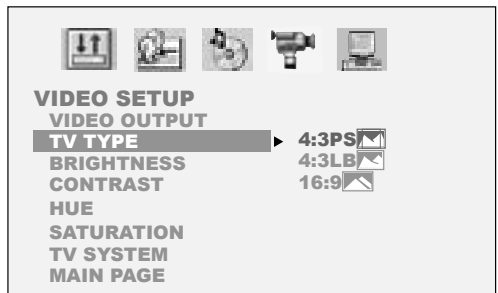 VIDEO SETUP
VIDEO OUTPUT
TV TYPE 4:3PS
BRIGHTNESS 4:3LB
CONTRAST 16:9
HUE
SATURATION
TV SYSTEM
MAIN PAGE